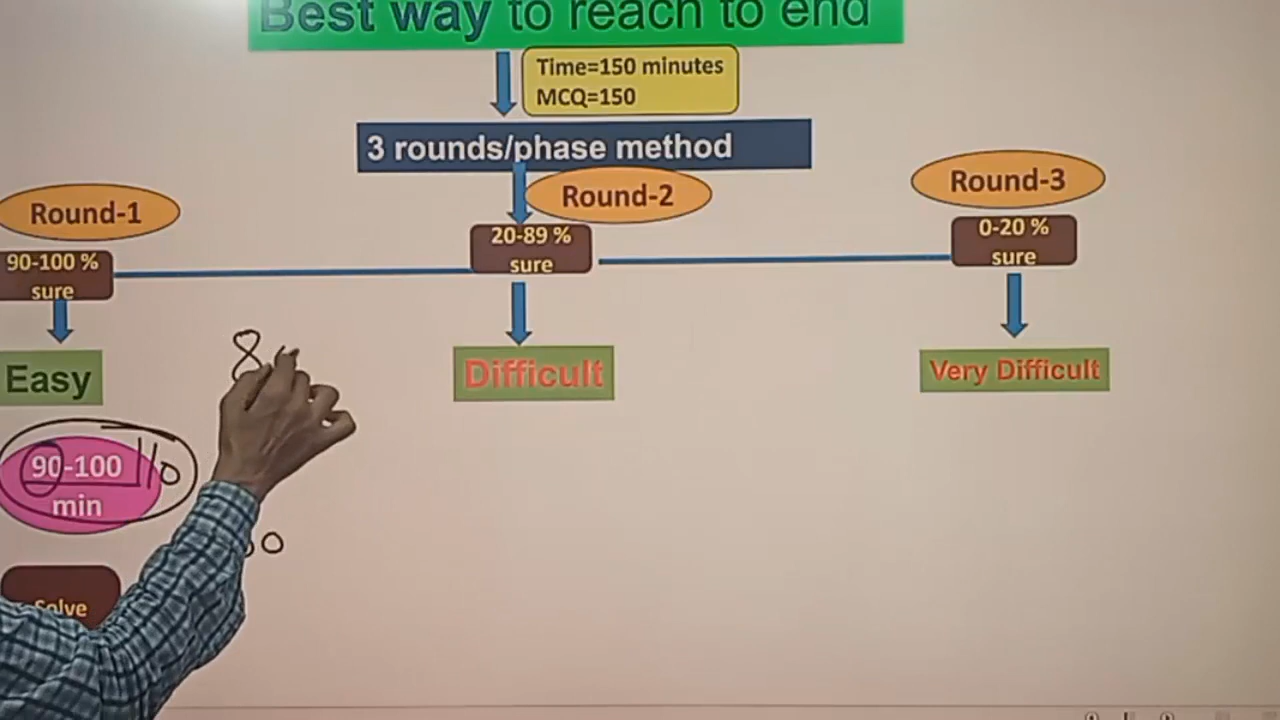 Best way to reach to end
Time=150 minutes
MCQ=150
3 rounds/phase method
Round-1
Round-2
Round-3
90-100 %
sure
20-89 %
sure
0-20 %
sure
Easy
Difficult
Very Difficult
8
90-100 110
min
Solve